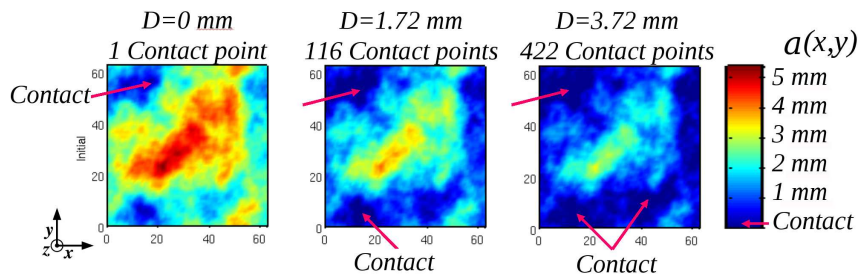 D=0 mm
1 Contact point
D=1.72 mm
116 Contact points
D=3.72 mm
422 Contact points
a(x,y)
Contact
Initial
60
40
20
0
0 20 40 60
60
40
20
0
0 20 40 60
60
40
20
0
0 20 40 60
5 mm
4 mm
3 mm
2 mm
1 mm
Contact
y
z x
Contact
Contact